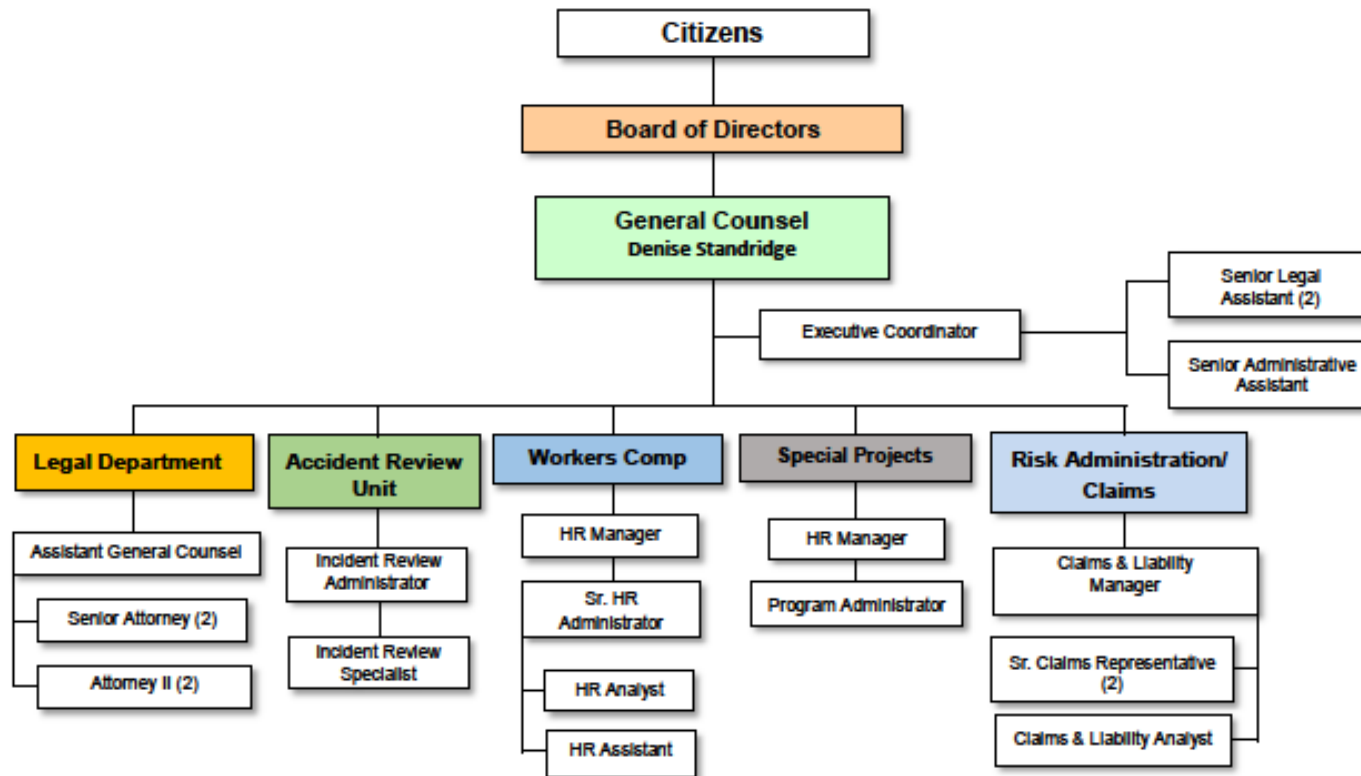 Citizens
Board of Directors
General Counsel
Denise Standridge
Executive Coordinator
Senior Legal
Assistant (2)
Senior Administrative
Assistant
Legal Department
Assistant General Counsel
Senior Attorney (2)
Attorney II (2)
Accident Review
Unit
Incident Review
Administrator
Incident Review
Specialist
Workers Comp
HR Manager
Sr. HR
Administrator
HR Analyst
HR Assistant
Special Projects
HR Manager
Program Administrator
Risk Administration/
Claims
Claims & Liability
Manager
Sr. Claims Representative
(2)
Claims & Liability Analyst